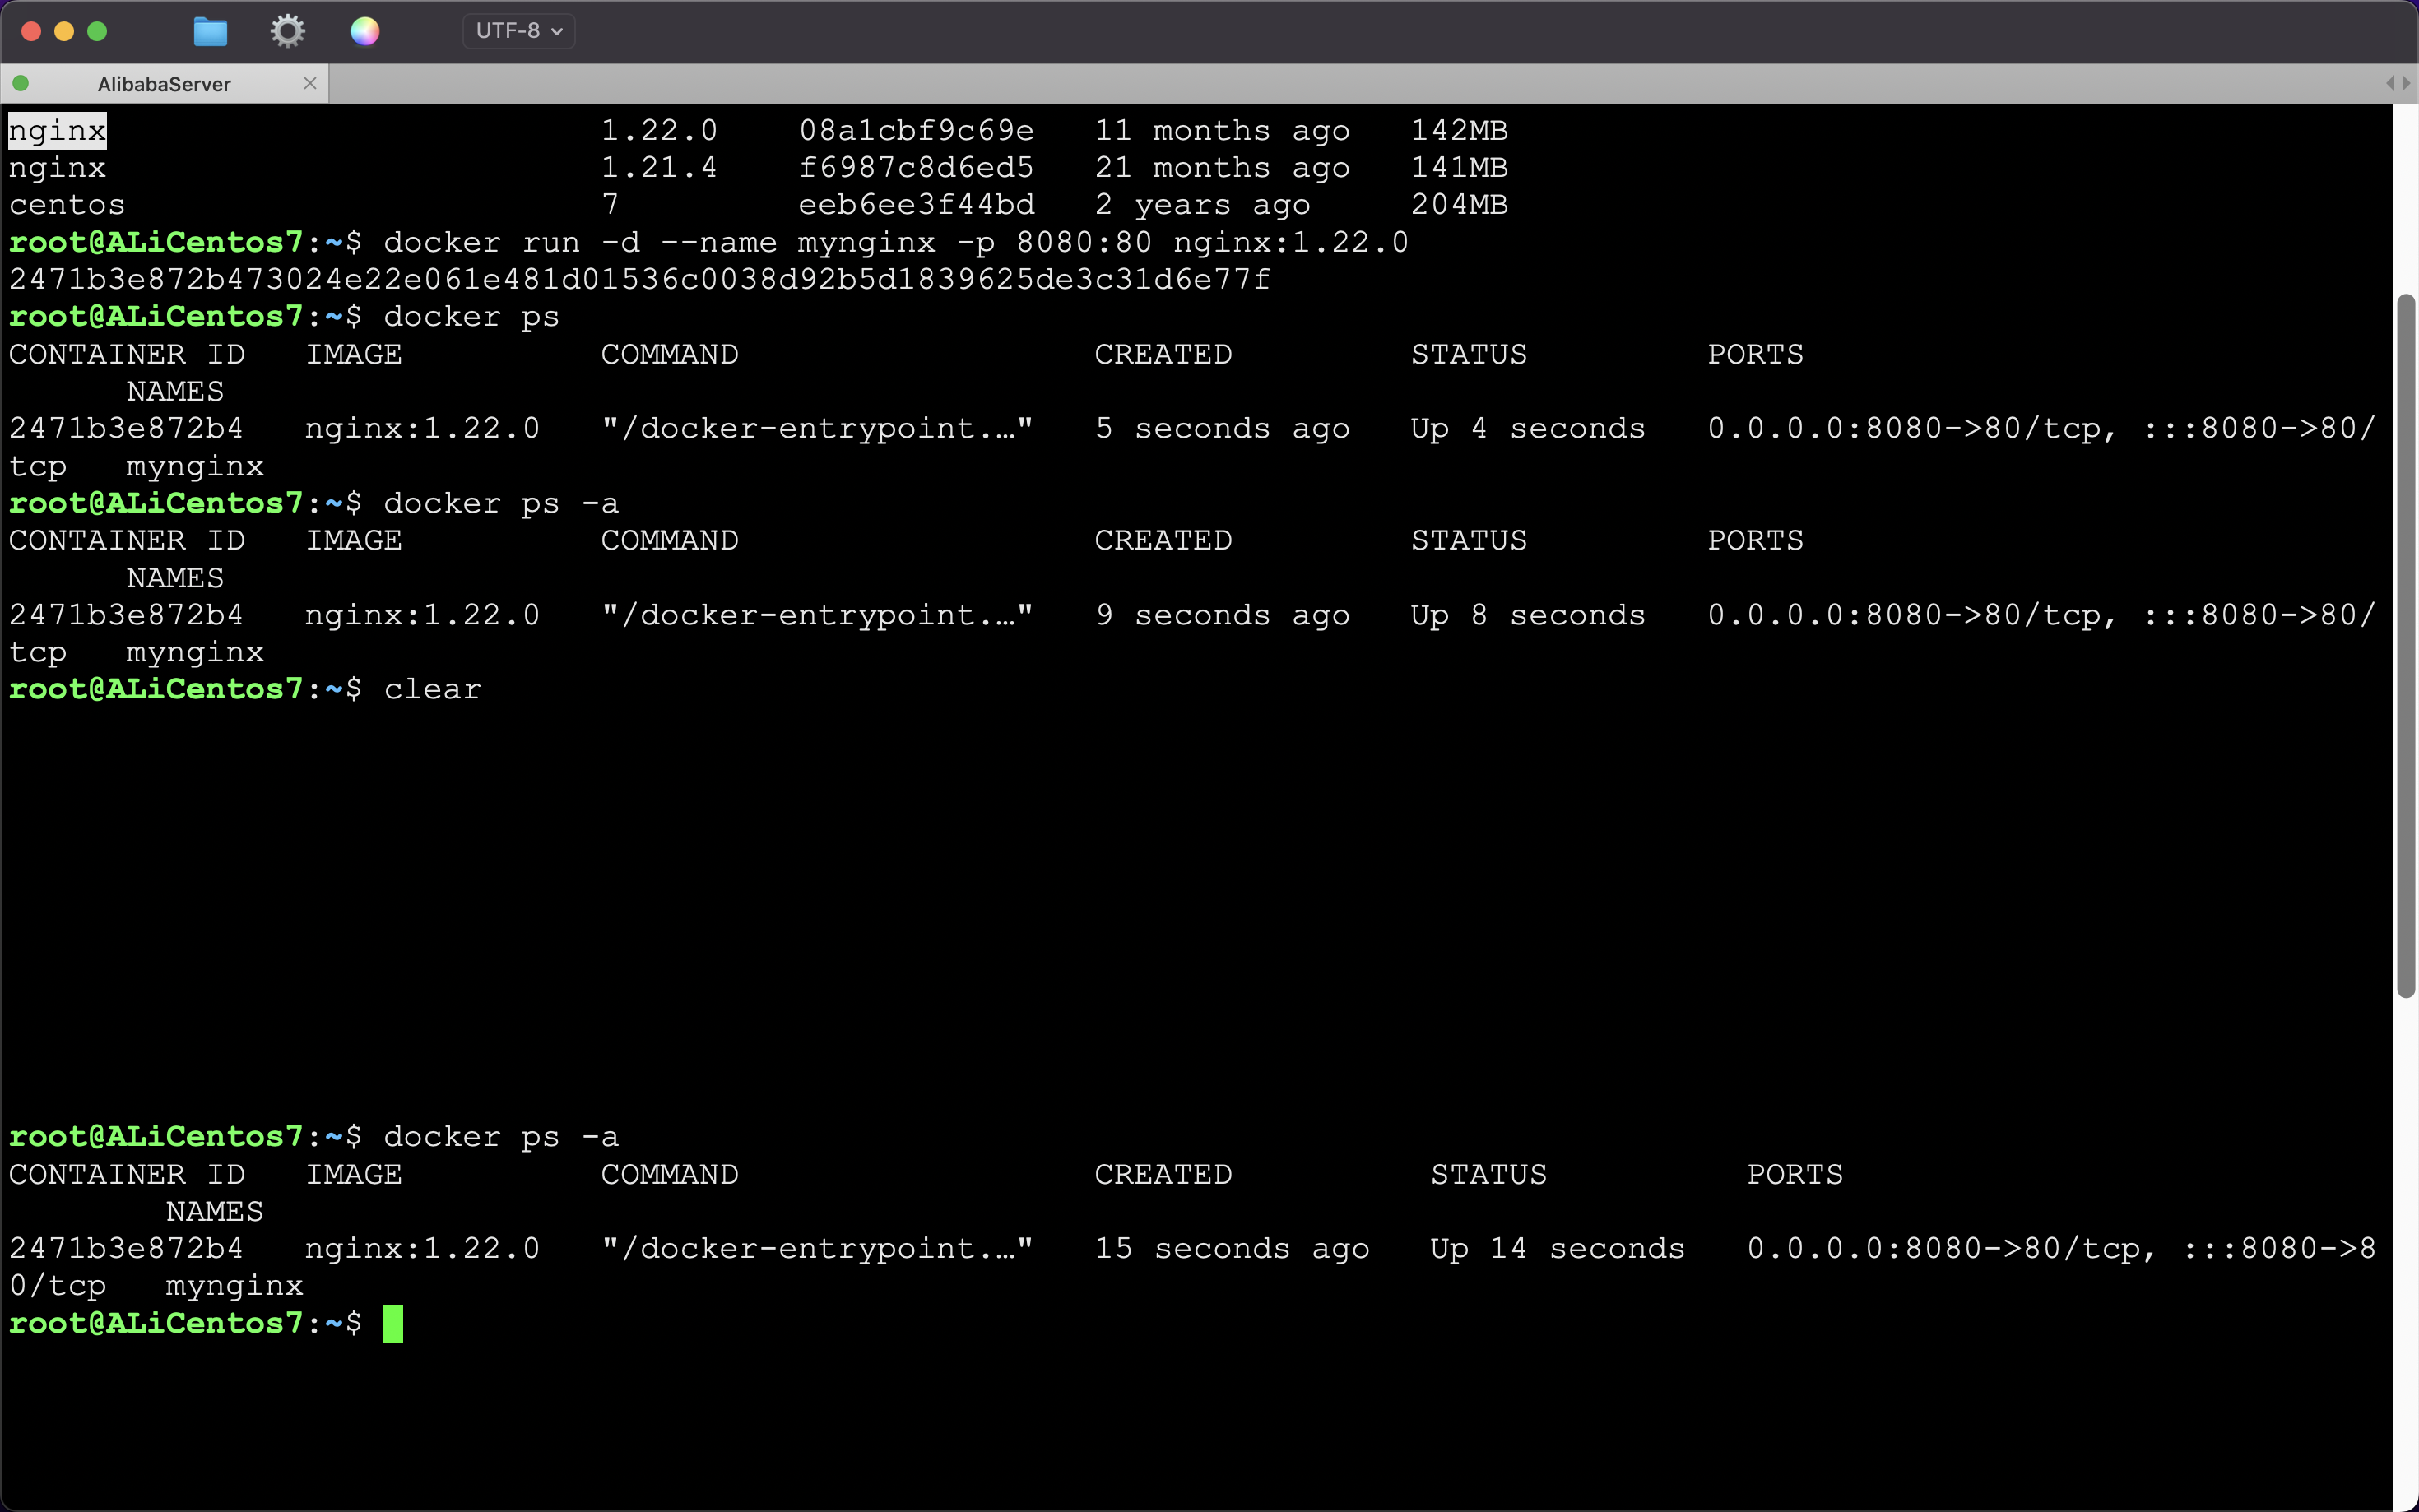 UTF-8
AlibabaServer
nginx                         1.22.0    08a1cbf9c69e   11 months ago   142MB
nginx                         1.21.4    f6987c8d6ed5   21 months ago   141MB
centos                        7         eeb6ee3f44bd   2 years ago     204MB
root@ALiCentos7:~$ docker run -d --name mynginx -p 8080:80 nginx:1.22.0
2471b3e872b473024e22e061e481d01536c0038d92b5d1839625de3c31d6e77f
root@ALiCentos7:~$ docker ps
CONTAINER ID   IMAGE          COMMAND                  CREATED         STATUS         PORTS
      NAMES
2471b3e872b4   nginx:1.22.0   "/docker-entrypoint.…"   5 seconds ago   Up 4 seconds   0.0.0.0:8080->80/tcp, :::8080->80/
tcp   mynginx
root@ALiCentos7:~$ docker ps -a
CONTAINER ID   IMAGE          COMMAND                  CREATED         STATUS         PORTS
      NAMES
2471b3e872b4   nginx:1.22.0   "/docker-entrypoint.…"   9 seconds ago   Up 8 seconds   0.0.0.0:8080->80/tcp, :::8080->80/
tcp   mynginx
root@ALiCentos7:~$ clear
root@ALiCentos7:~$ docker ps -a
CONTAINER ID   IMAGE          COMMAND                  CREATED          STATUS          PORTS
        NAMES
2471b3e872b4   nginx:1.22.0   "/docker-entrypoint.…"   15 seconds ago   Up 14 seconds   0.0.0.0:8080->80/tcp, :::8080->8
0/tcp   mynginx
root@ALiCentos7:~$